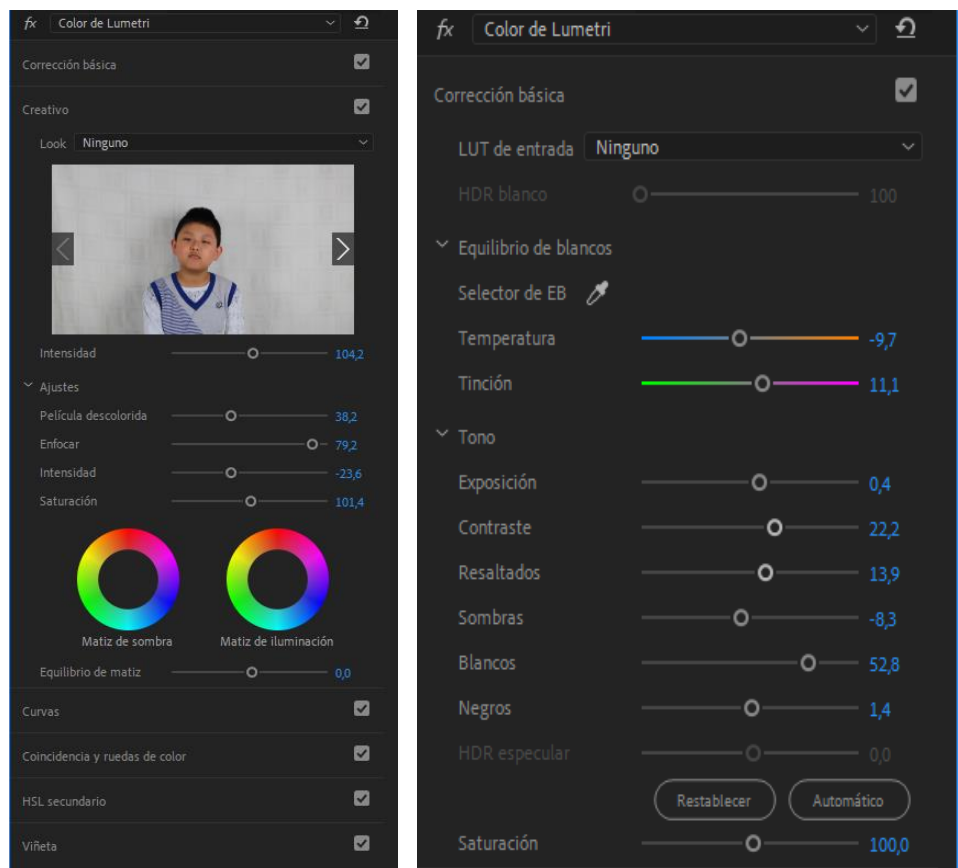 fx Color de Lumetri
Corrección básica
Creativo
Look Ninguno
Intensidad 104,2
Ajustes
Película descolorida 38,2
Enfocar 79,2
Intensidad -23,6
Saturación 101,4
Matiz de sombra Matiz de iluminación
Equilibrio de matiz 0,0
Curvas
Coincidencia y ruedas de color
HSL secundario
Viñeta
fx Color de Lumetri
Corrección básica
LUT de entrada Ninguno
HDR blanco 100
Equilibrio de blancos
Selector de EB
Temperatura -9,7
Tinción 11,1
Tono
Exposición 0,4
Contraste 22,2
Resaltados 13,9
Sombras -8,3
Blancos 52,8
Negros 1,4
HDR especular 0,0
Restablecer Automático
Saturación 100,0